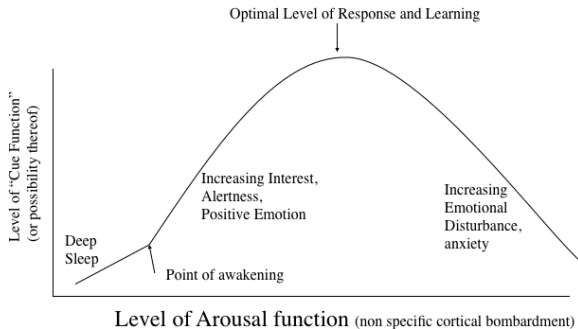 Optimal Level of Response and Learning
Level of “Cue Function”
(or possibility thereof)
Increasing Interest,
Alertness,
Positive Emotion
Increasing
Emotional
Disturbance,
anxiety
Deep
Sleep
Point of awakening
Level of Arousal function (non specific cortical bombardment)